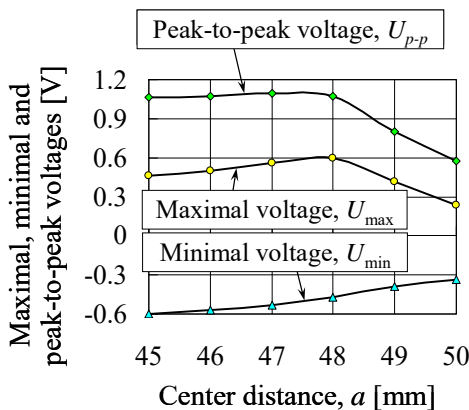 Peak-to-peak voltage, Up-p
Maximal, minimal and
peak-to-peak voltages [V]
1.2
0.9
0.6
0.3
0
-0.3
-0.6
Maximal voltage, Umax
Minimal voltage, Umin
45 46 47 48 49 50
Center distance, a [mm]